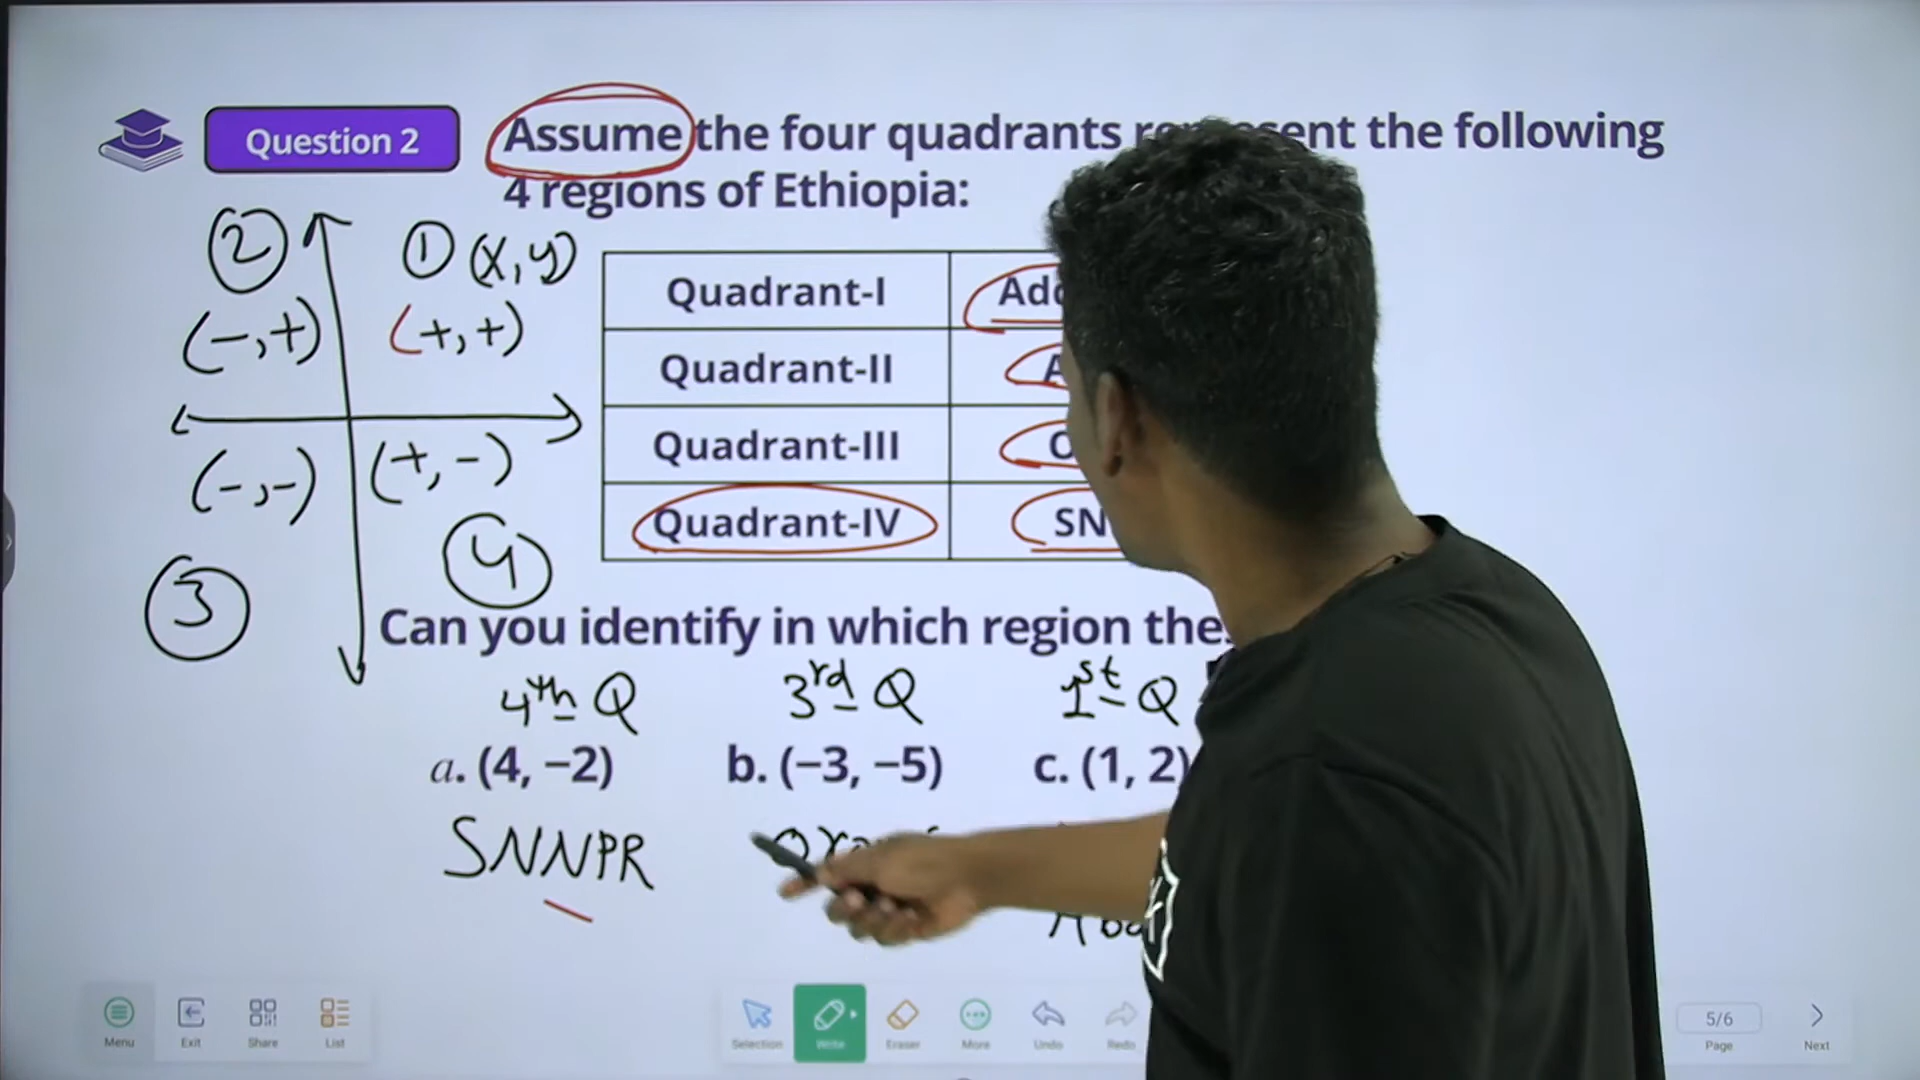 Question 2
Assume the four quadrants represent the following
4 regions of Ethiopia:
2 1 (x, y)
(-, +) (+, +)
(-, -) (+, -)
3 4
Quadrant-I
Quadrant-II
Quadrant-III
Quadrant-IV
Can you identify in which region
4th Q 3rd Q 1st Q
a. (4, −2) b. (−3, −5) c. (1, 2)
SNNPR
Menu Exit Share List Selection Write Eraser More Undo Redo 5/6 Page Next